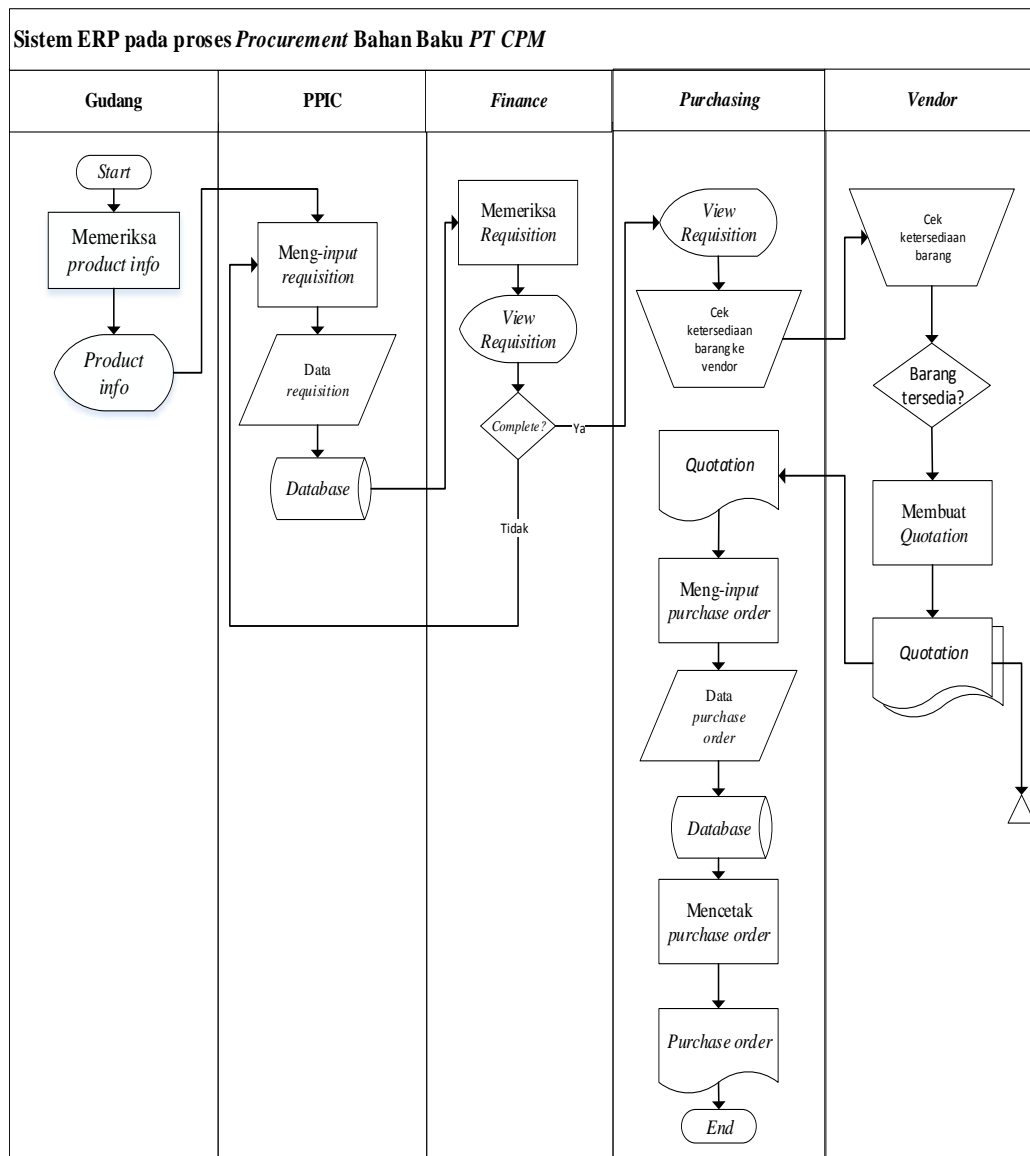 Sistem ERP pada proses Procurement Bahan Baku PT CPM
Gudang
PPIC
Finance
Purchasing
Vendor
Start
Memeriksa
product info
Product
info
Meng-input
requisition
Data
requisition
Database
Memeriksa
Requisition
View
Requisition
Complete?
Ya
Tidak
View
Requisition
Cek
ketersediaan
barang ke
vendor
Quotation
Meng-input
purchase order
Data
purchase
order
Database
Mencetak
purchase order
Purchase order
End
Cek
ketersediaan
barang
Barang
tersedia?
Membuat
Quotation
Quotation